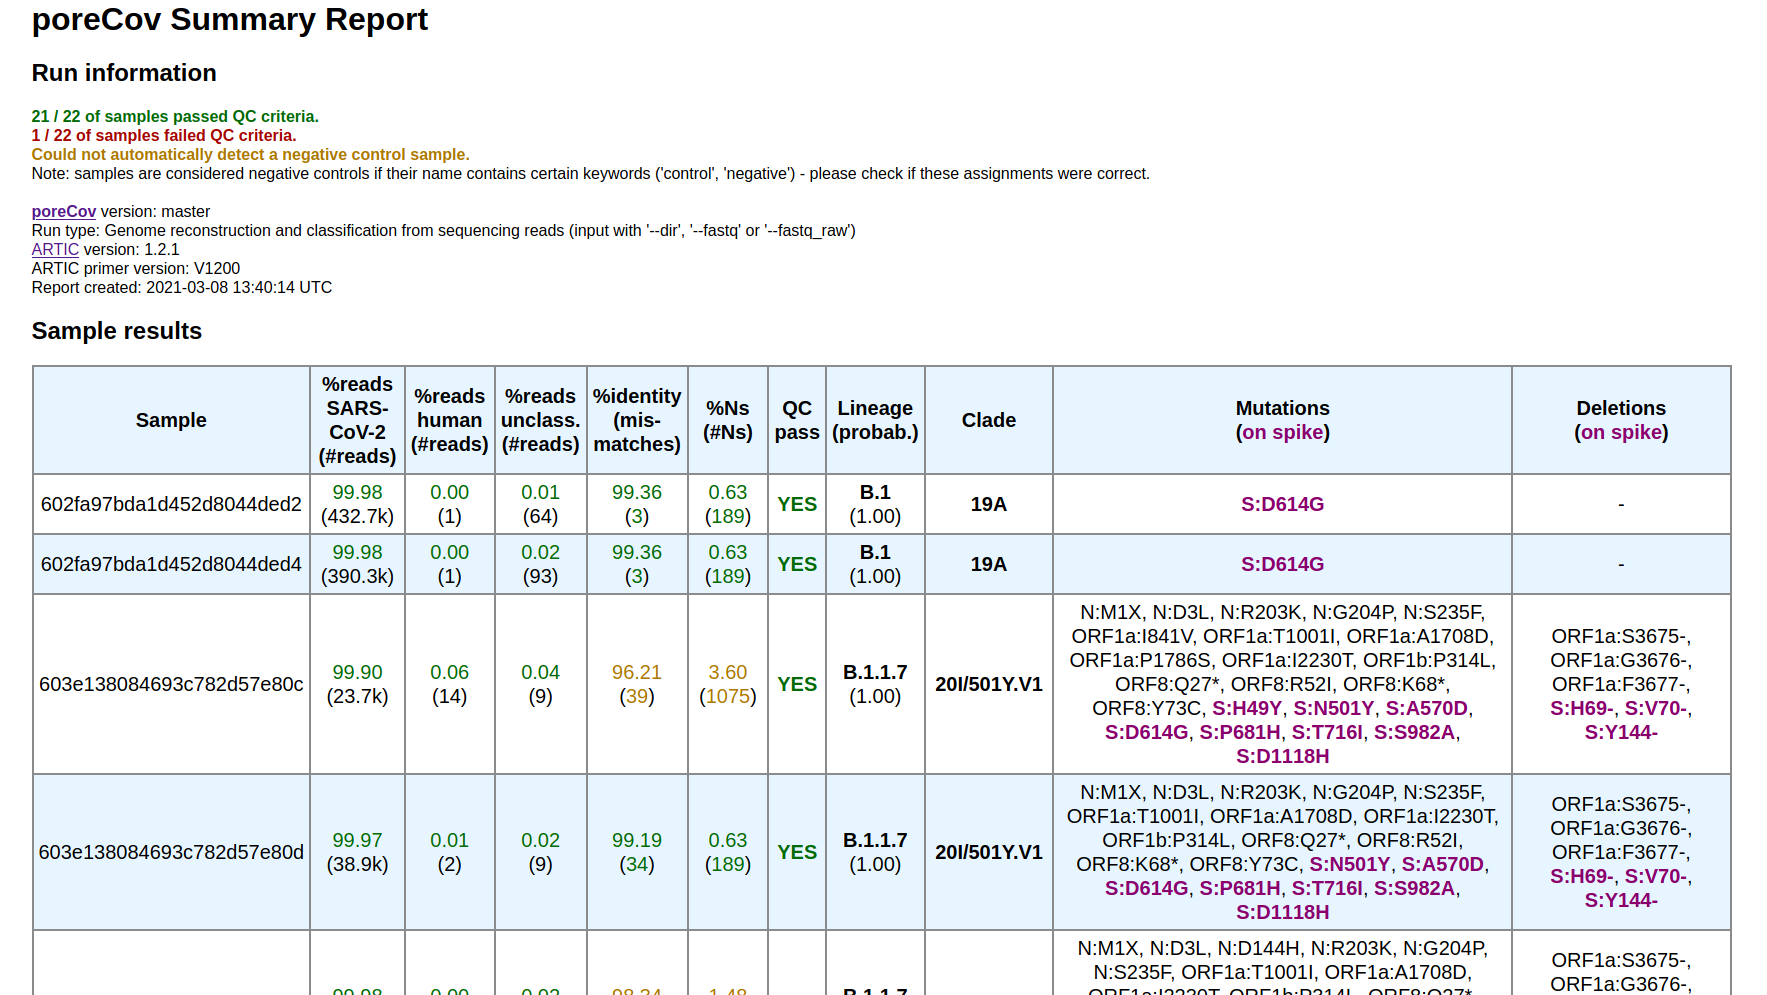 poreCov Summary Report
Run information
21 / 22 of samples passed QC criteria.
1 / 22 of samples failed QC criteria.
Could not automatically detect a negative control sample.
Note: samples are considered negative controls if their name contains certain keywords ('control', 'negative') - please check if these assignments were correct.
poreCov version: master
Run type: Genome reconstruction and classification from sequencing reads (input with '--dir', '--fastq' or '--fastq_raw')
ARTIC version: 1.2.1
ARTIC primer version: V1200
Report created: 2021-03-08 13:40:14 UTC
Sample results
Sample
%reads
SARS-
CoV-2
(#reads)
%reads
human
(#reads)
%reads
unclass.
(#reads)
%identity
(mis-
matches)
%Ns
(#Ns)
QC
pass
Lineage
(probab.)
Clade
Mutations
(on spike)
Deletions
(on spike)
602fa97bda1d452d8044ded2
99.98
(432.7k)
0.00
(1)
0.01
(64)
99.36
(3)
0.63
(189)
YES
B.1
(1.00)
19A
S:D614G
-
602fa97bda1d452d8044ded4
99.98
(390.3k)
0.00
(1)
0.02
(93)
99.36
(3)
0.63
(189)
YES
B.1
(1.00)
19A
S:D614G
-
603e138084693c782d57e80c
99.90
(23.7k)
0.06
(14)
0.04
(9)
96.21
(39)
3.60
(1075)
YES
B.1.1.7
(1.00)
20I/501Y.V1
N:M1X, N:D3L, N:R203K, N:G204P, N:S235F,
ORF1a:I841V, ORF1a:T1001I, ORF1a:A1708D,
ORF1a:P1786S, ORF1a:I2230T, ORF1b:P314L,
ORF8:Q27*, ORF8:R52I, ORF8:K68*,
ORF8:Y73C, S:H49Y, S:N501Y, S:A570D,
S:D614G, S:P681H, S:T716I, S:S982A,
S:D1118H
ORF1a:S3675-,
ORF1a:G3676-,
ORF1a:F3677-,
S:H69-, S:V70-,
S:Y144-
603e138084693c782d57e80d
99.97
(38.9k)
0.01
(2)
0.02
(9)
99.19
(34)
0.63
(189)
YES
B.1.1.7
(1.00)
20I/501Y.V1
N:M1X, N:D3L, N:R203K, N:G204P, N:S235F,
ORF1a:T1001I, ORF1a:A1708D, ORF1a:I2230T,
ORF1b:P314L, ORF8:Q27*, ORF8:R52I,
ORF8:K68*, ORF8:Y73C, S:N501Y, S:A570D,
S:D614G, S:P681H, S:T716I, S:S982A,
S:D1118H
ORF1a:S3675-,
ORF1a:G3676-,
ORF1a:F3677-,
S:H69-, S:V70-,
S:Y144-
99.98
0.00
0.02
98.34
1.48
B.1.1.7
N:M1X, N:D3L, N:D144H, N:R203K, N:G204P,
N:S235F, ORF1a:T1001I, ORF1a:A1708D,
ORF1a:I2230T, ORF1b:P314L, ORF8:Q27*,
ORF1a:S3675-,
ORF1a:G3676-,